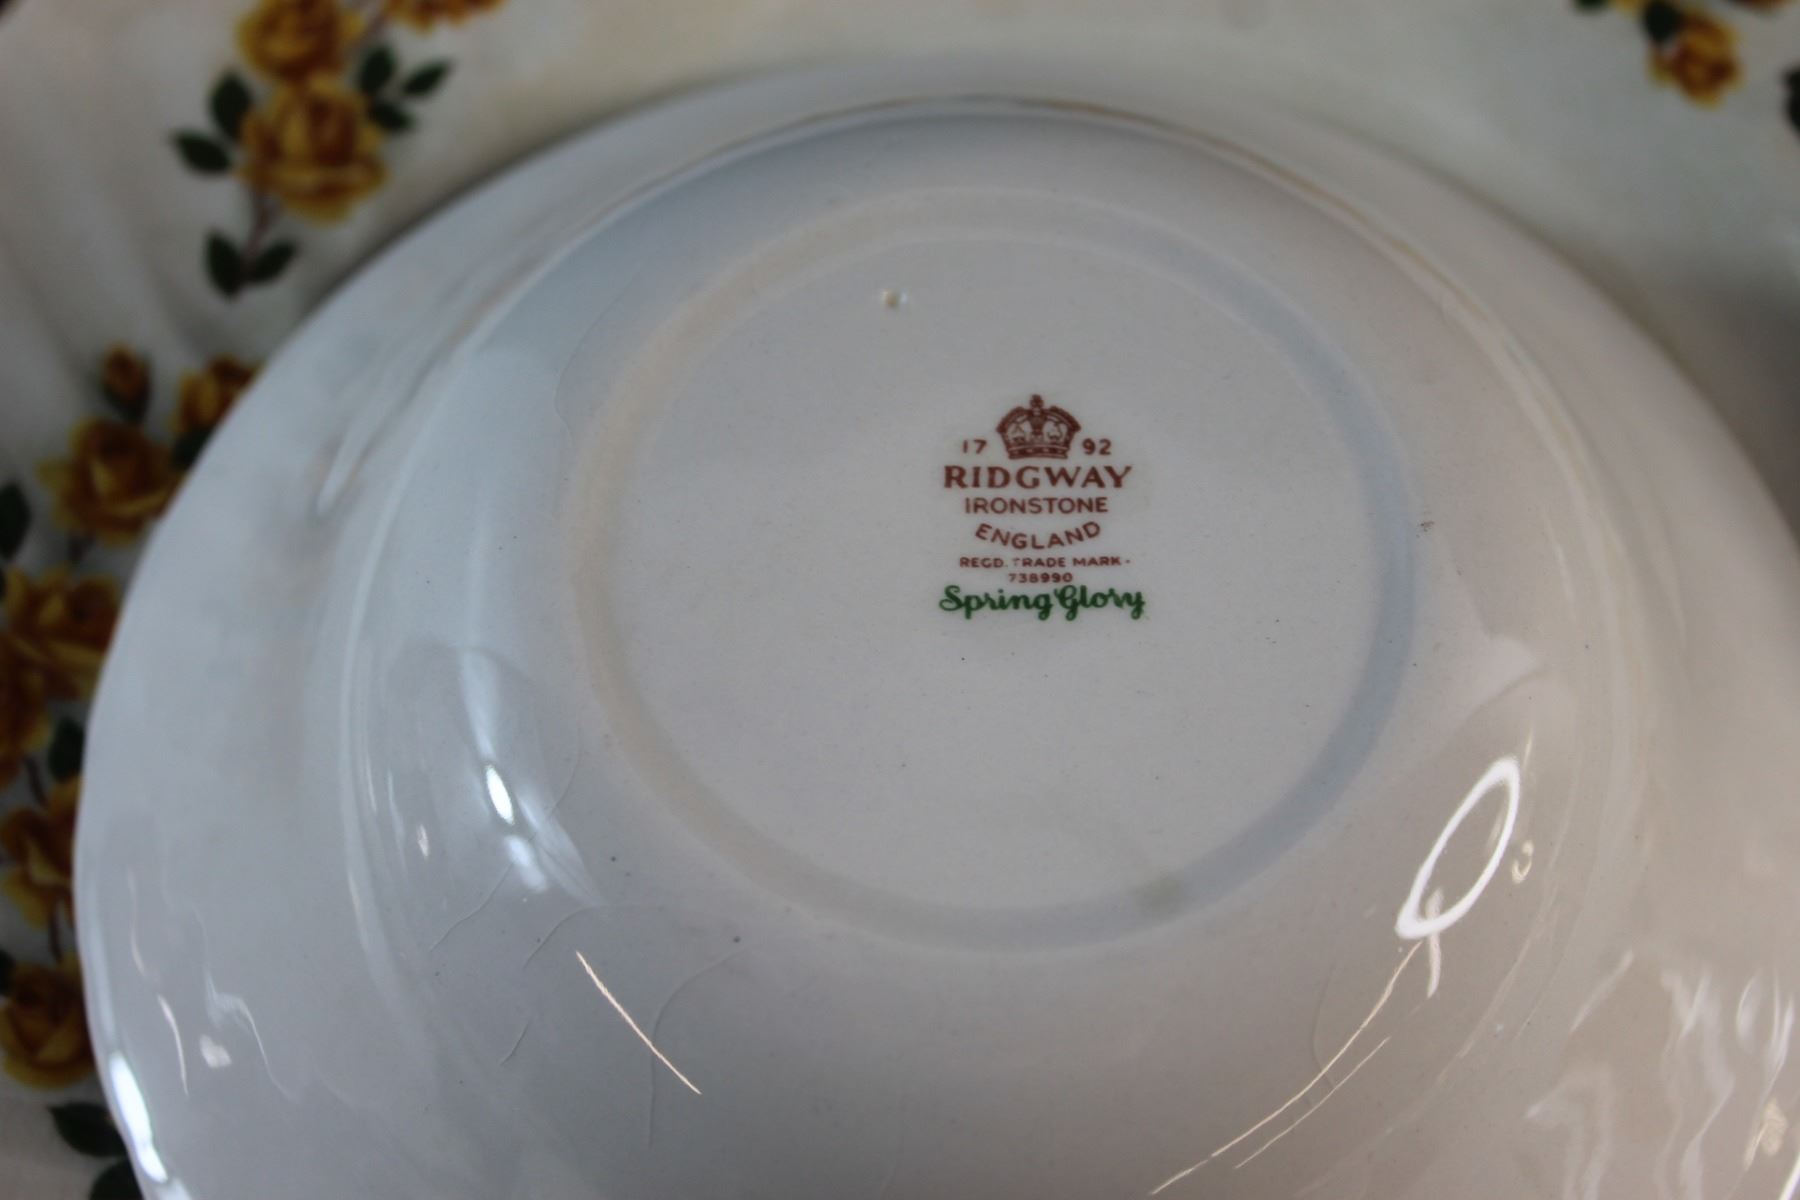 17 92
RIDGWAY
IRONSTONE
ENGLAND
REGD. TRADE MARK.
738990
Spring Glory